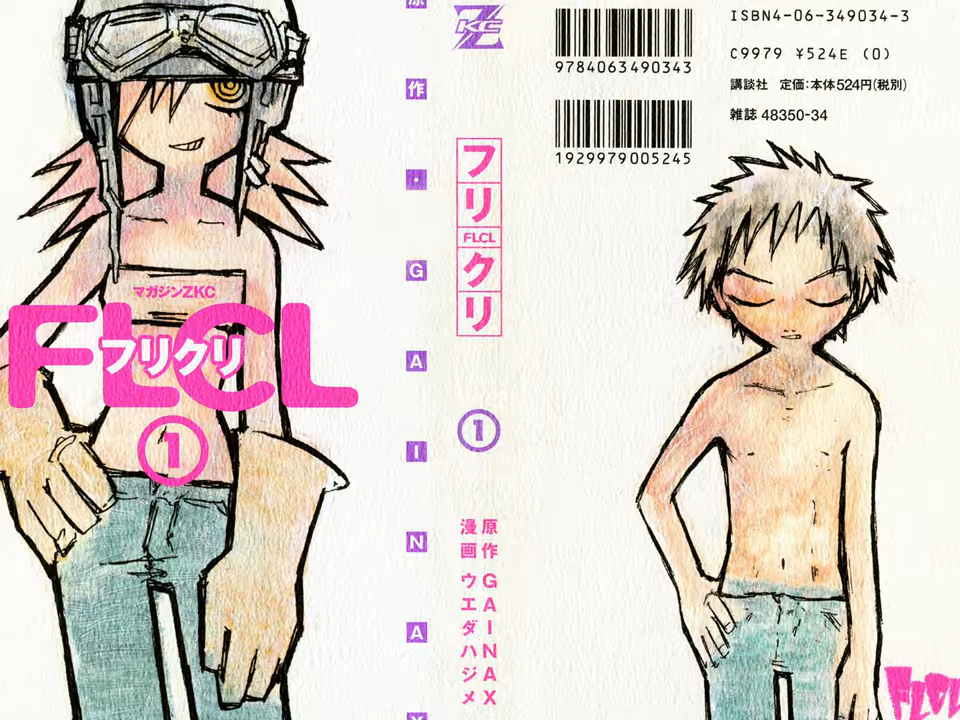 マガジンZKC
FLCL
フリクリ
①
作・GAINA
Z
KC
フリ
FLCL
クリ
①
原作 GAINAX
漫画 ウエダハジメ
9784063490343
1929979005245
ISBN4-06-349034-3
C9979 ¥524E (0)
講談社 定価:本体524円(税別)
雑誌 48350-34
FLCL